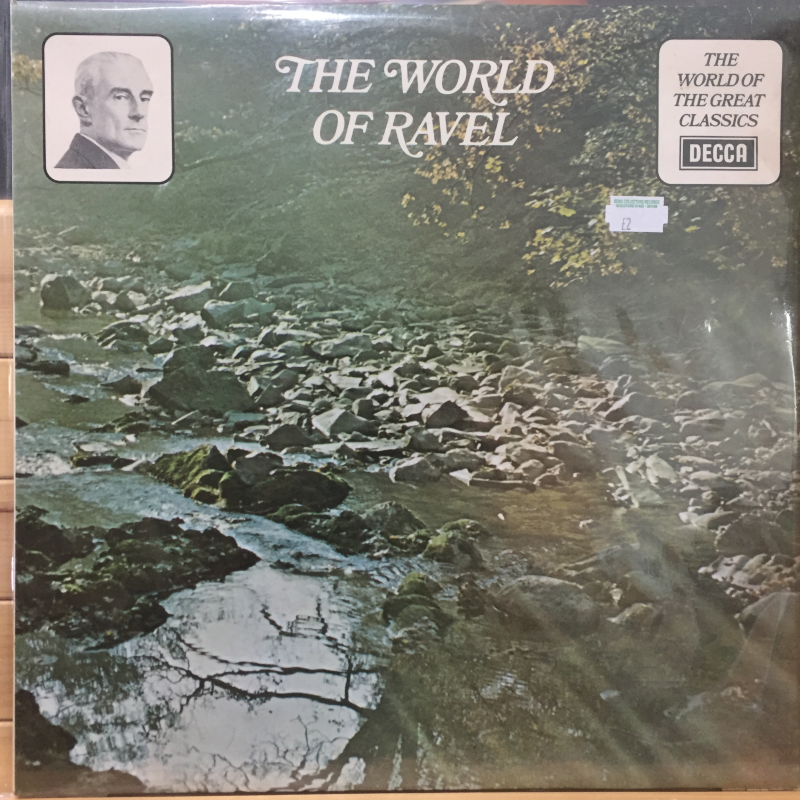 THE WORLD
OF RAVEL
THE
WORLD OF
THE GREAT
CLASSICS
DECCA
£2